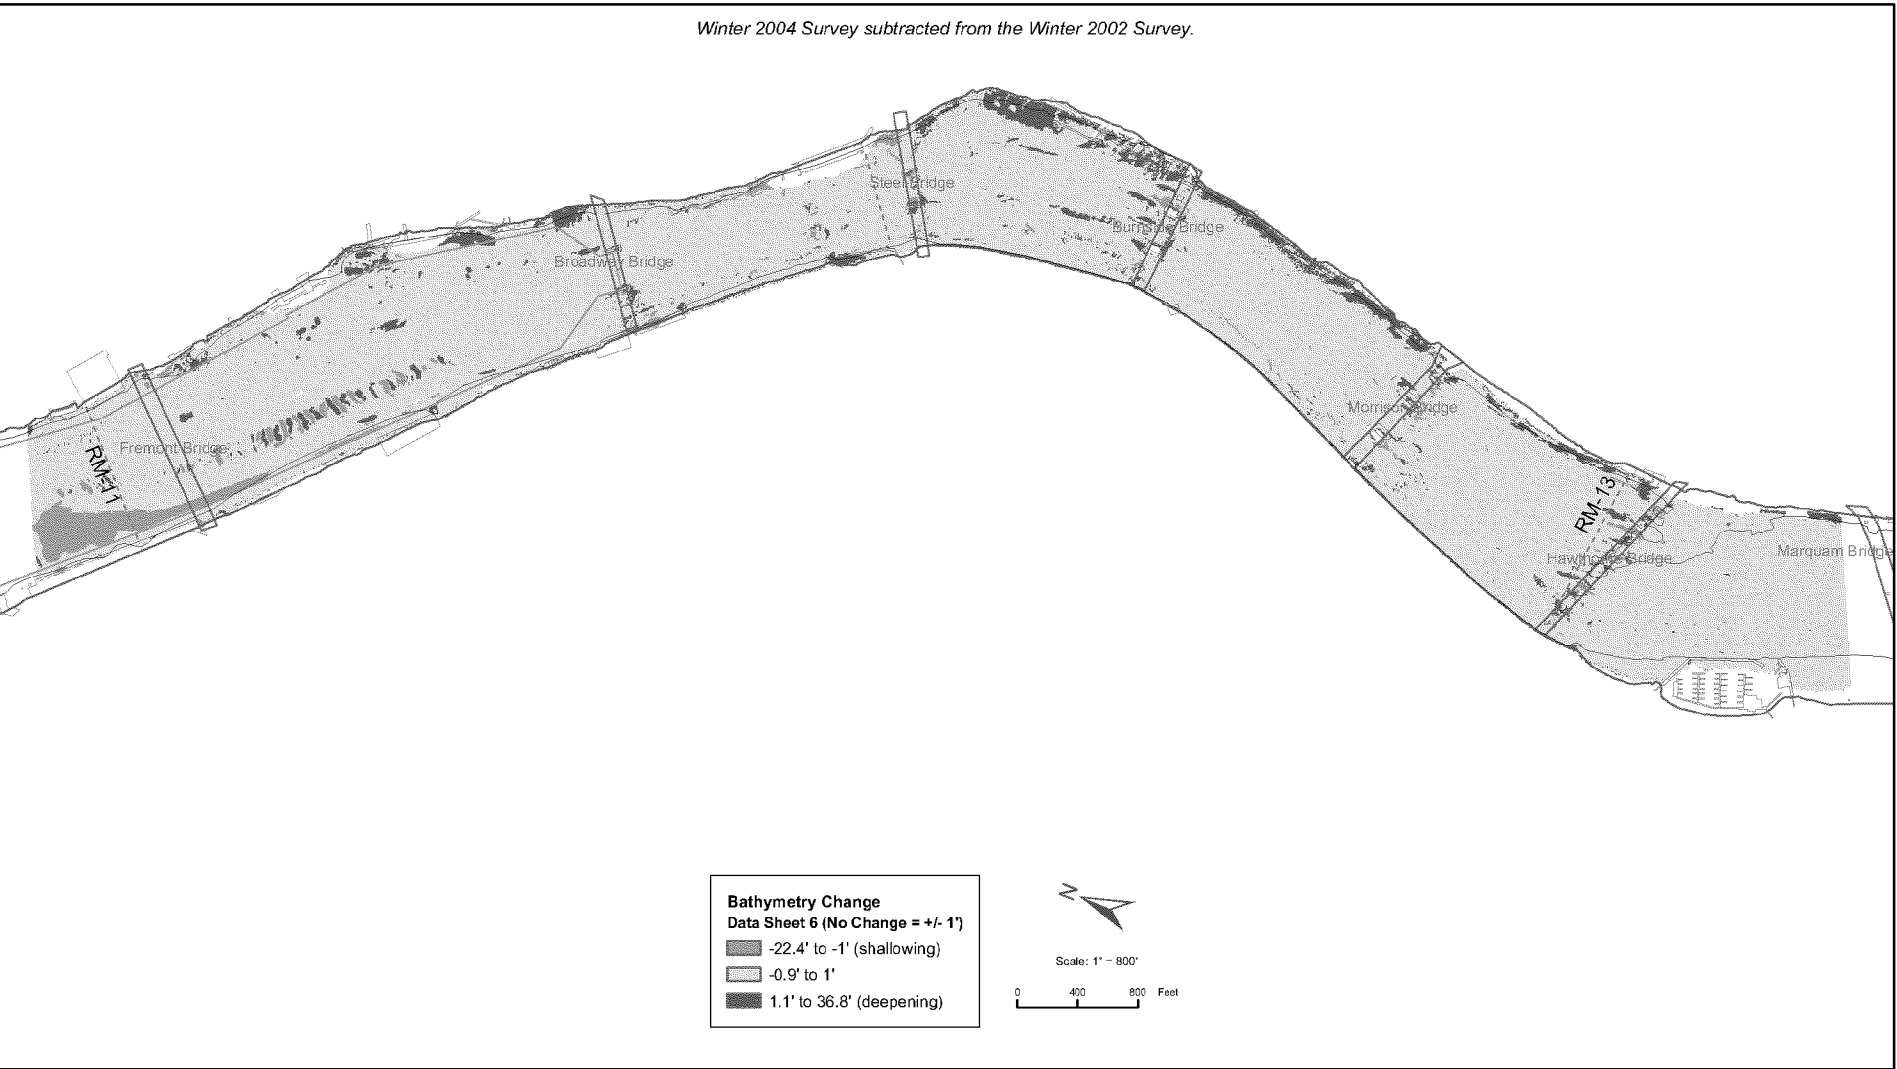 Winter 2004 Survey subtracted from the Winter 2002 Survey.
Steel Bridge
Burnside Bridge
Broadway Bridge
Morrison Bridge
Fremont Bridge
RM-11
RM-13
Hawthorne Bridge
Marquam Bridge
Bathymetry Change
Data Sheet 6 (No Change = +/- 1')
-22.4' to -1' (shallowing)
-0.9' to 1'
1.1' to 36.8' (deepening)
N
Scale: 1" = 800'
0 400 800 Feet